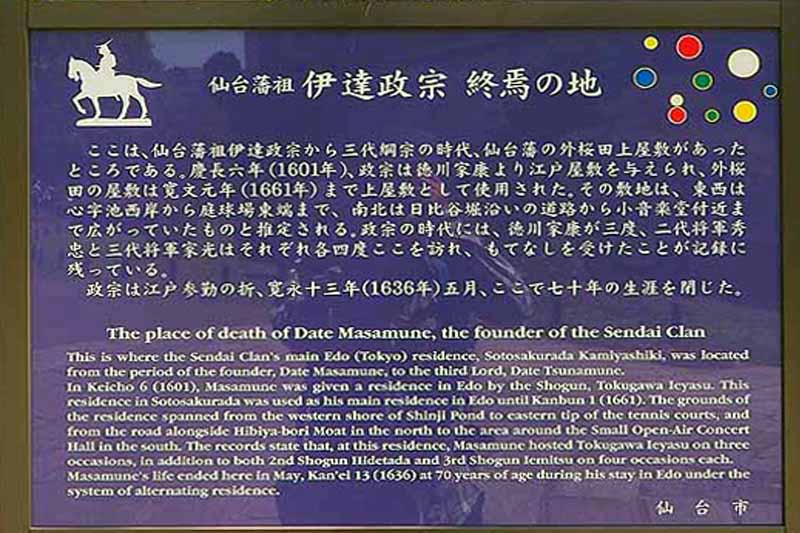 仙台藩祖 伊達政宗 終焉の地
ここは、仙台藩祖伊達政宗から三代綱宗の時代、仙台藩の外桜田上屋敷があった
ところである。慶長六年(1601年)、政宗は徳川家康より江戸屋敷を与えられ、外桜
田の屋敷は寛文元年(1661年)まで上屋敷として使用された。その敷地は、東西は
心字池西岸から庭球場東端まで、南北は日比谷堀沿いの道路から小音楽堂付近ま
で広がっていたものと推定される。政宗の時代には、徳川家康が三度、二代将軍秀
忠と三代将軍家光はそれぞれ各四度ここを訪れ、もてなしを受けたことが記録に
残っている。
政宗は江戸参勤の折、寛永十三年(1636年)五月、ここで七十年の生涯を閉じた。
The place of death of Date Masamune, the founder of the Sendai Clan
This is where the Sendai Clan's main Edo (Tokyo) residence, Sotosakurada Kamiyashiki, was located
from the period of the founder, Date Masamune, to the third Lord, Date Tsunamune.
In Keicho 6 (1601), Masamune was given a residence in Edo by the Shogun, Tokugawa Ieyasu. This
residence in Sotosakurada was used as his main residence in Edo until Kanbun 1 (1661). The grounds of
the residence spanned from the western shore of Shinji Pond to eastern tip of the tennis courts, and
from the road alongside Hibiya-bori Moat in the north to the area around the Small Open-Air Concert
Hall in the south. The records state that, at this residence, Masamune hosted Tokugawa Ieyasu on three
occasions, in addition to both 2nd Shogun Hidetada and 3rd Shogun Iemitsu on four occasions each.
Masamune's life ended here in May, Kan'ei 13 (1636) at 70 years of age during his stay in Edo under the
system of alternating residence.
仙台市